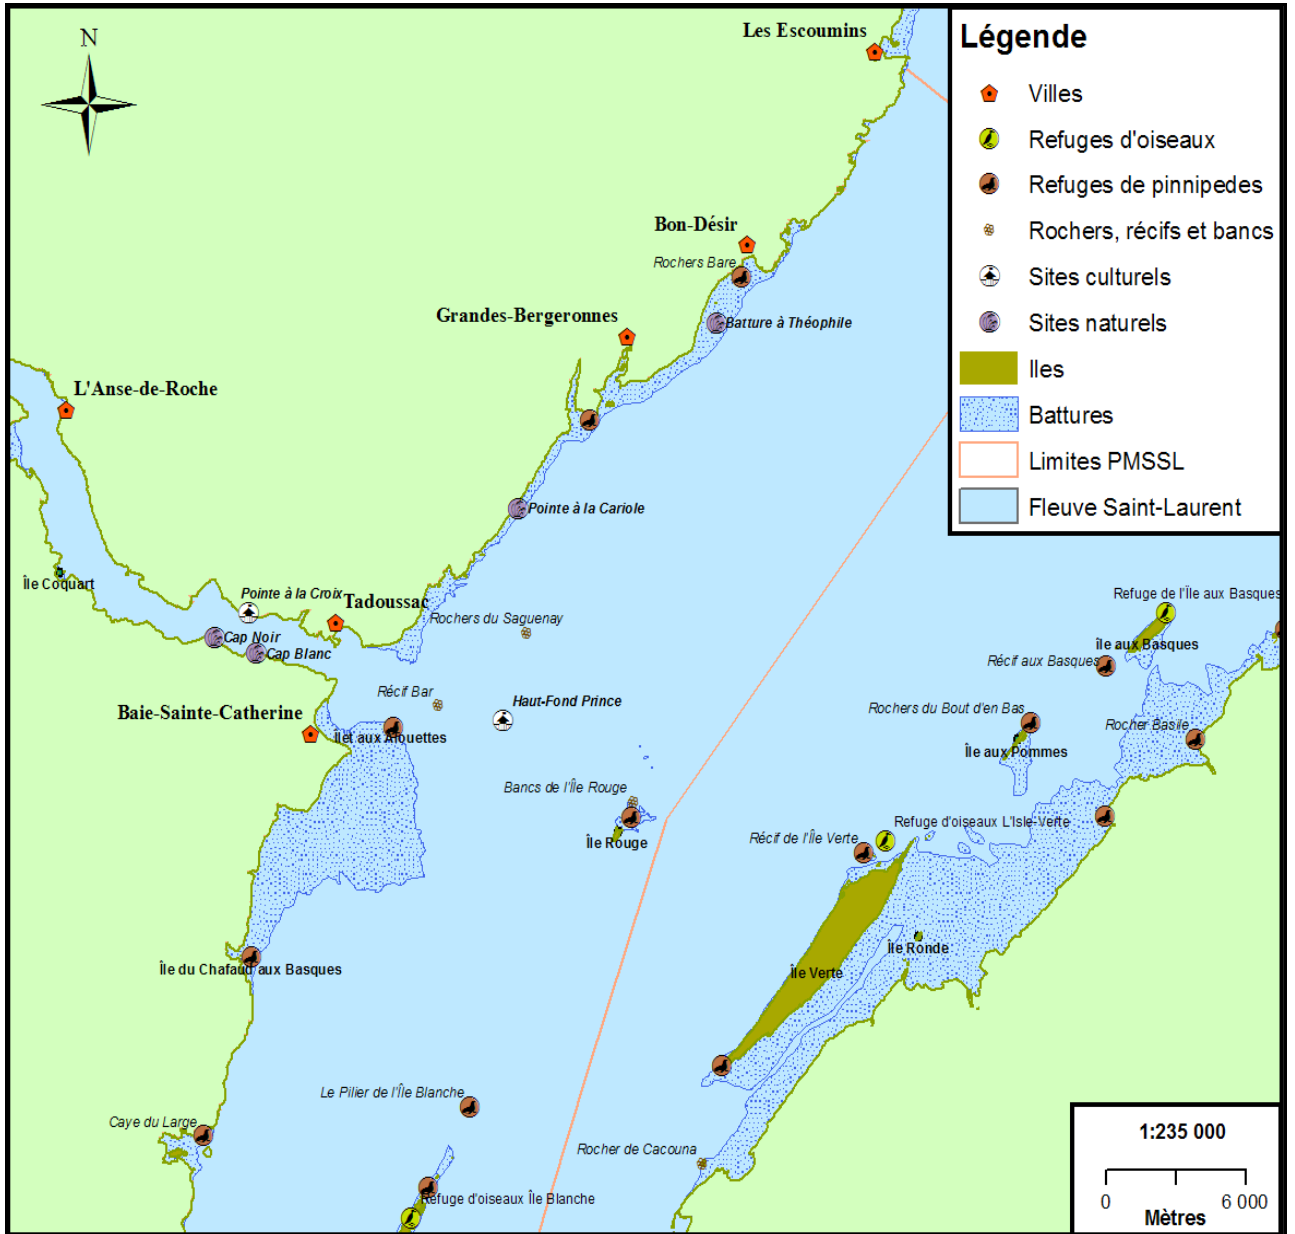 N
Les Escoumins
Légende
Villes
Refuges d'oiseaux
Refuges de pinnipedes
Rochers, récifs et bancs
Sites culturels
Sites naturels
Iles
Battures
Limites PMSSL
Fleuve Saint-Laurent
Bon-Désir
Rochers Bare
Batture à Théophile
Grandes-Bergeronnes
L'Anse-de-Roche
Pointe à la Cariole
Île Coquart
Pointe à la Croix
Tadoussac
Rochers du Saguenay
Cap Noir
Cap Blanc
Récif Bar
Haut-Fond Prince
Baie-Sainte-Catherine
Îlet aux Alouettes
Bancs de l'Île Rouge
Île Rouge
Refuge de l'Île aux Basques
île aux Basques
Récif aux Basques
Rochers du Bout d'en Bas
Rocher Basile
Île aux Pommes
Refuge d'oiseaux L'Isle-Verte
Récif de l'Île Verte
Île Ronde
Île Verte
Île du Chafaud aux Basques
Le Pilier de l'Île Blanche
Caye du Large
Rocher de Cacouna
Refuge d'oiseaux Île Blanche
1:235 000
0 6 000
Mètres